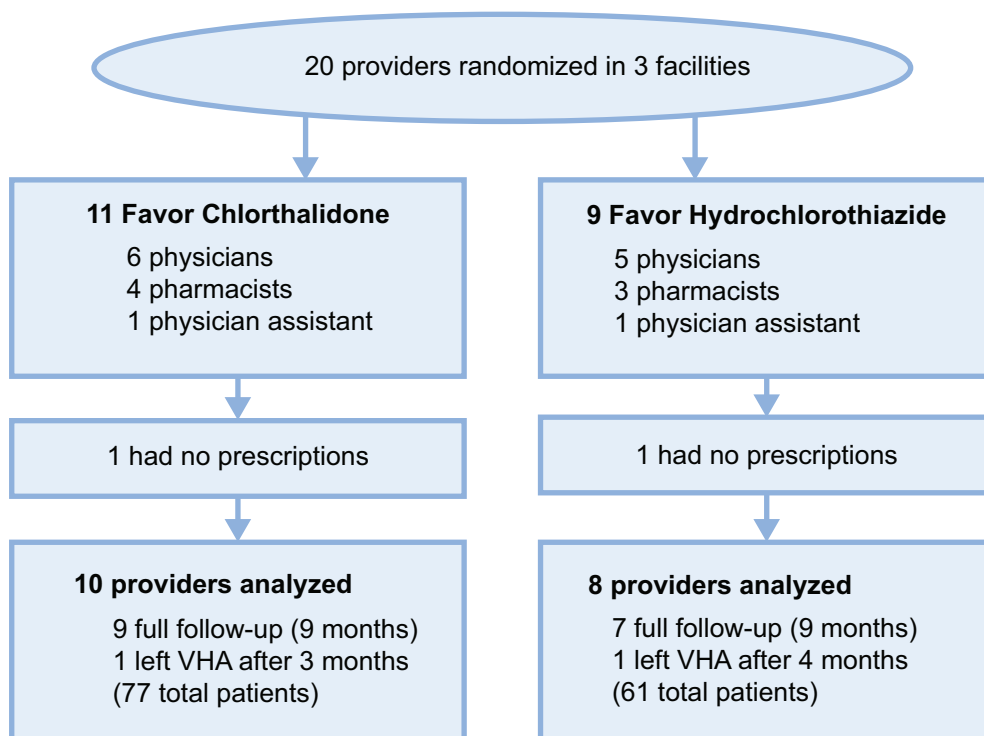 20 providers randomized in 3 facilities
11 Favor Chlorthalidone
6 physicians
4 pharmacists
1 physician assistant
9 Favor Hydrochlorothiazide
5 physicians
3 pharmacists
1 physician assistant
1 had no prescriptions
1 had no prescriptions
10 providers analyzed
9 full follow-up (9 months)
1 left VHA after 3 months
(77 total patients)
8 providers analyzed
7 full follow-up (9 months)
1 left VHA after 4 months
(61 total patients)